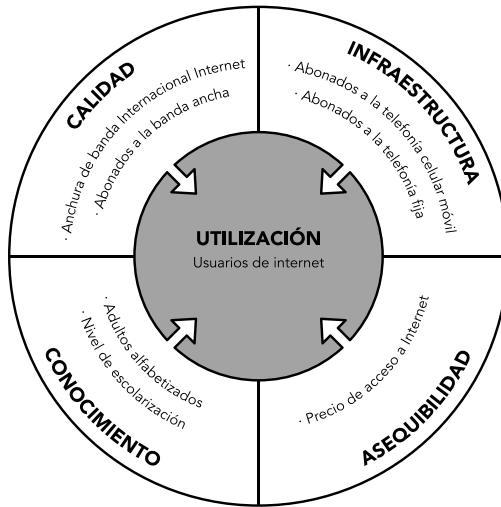 CALIDAD
· Anchura de banda Internacional Internet
· Abonados a la banda ancha
INFRAESTRUCTURA
· Abonados a la telefonía celular móvil
· Abonados a la telefonía fija
UTILIZACIÓN
Usuarios de internet
· Adultos alfabetizados
· Nivel de escolarización
CONOCIMIENTO
· Precio de acceso a Internet
ASEQUIBILIDAD